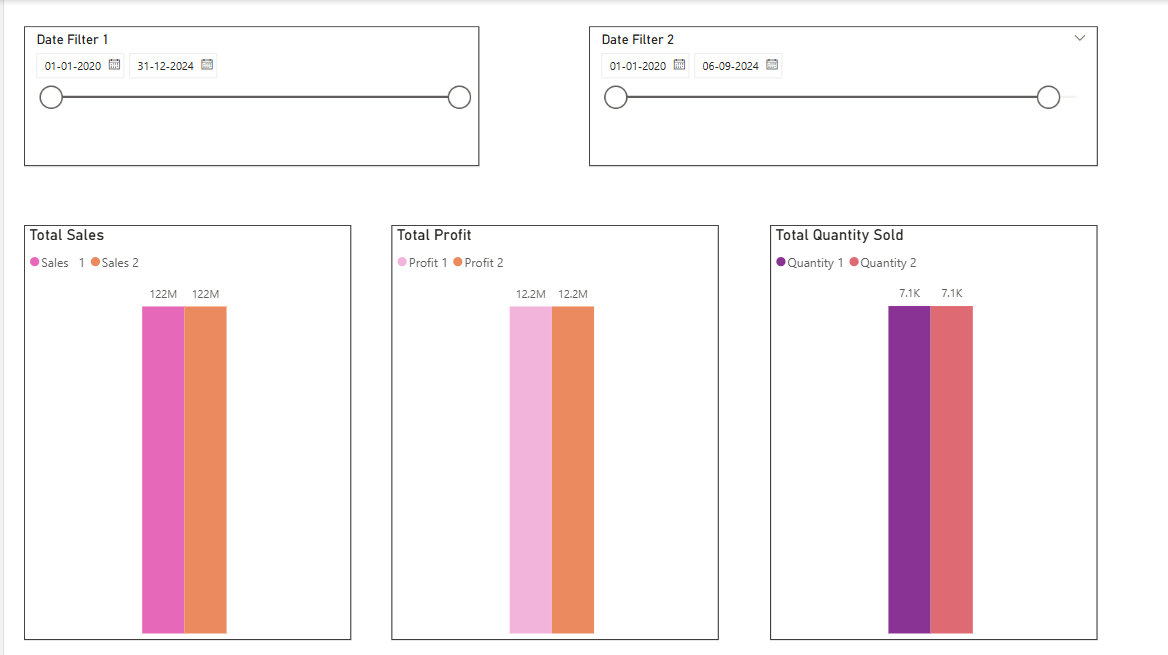 Date Filter 1
01-01-2020 31-12-2024
Date Filter 2
01-01-2020 06-09-2024
Total Sales
Sales 1 Sales 2
122M 122M
Total Profit
Profit 1 Profit 2
12.2M 12.2M
Total Quantity Sold
Quantity 1 Quantity 2
7.1K 7.1K